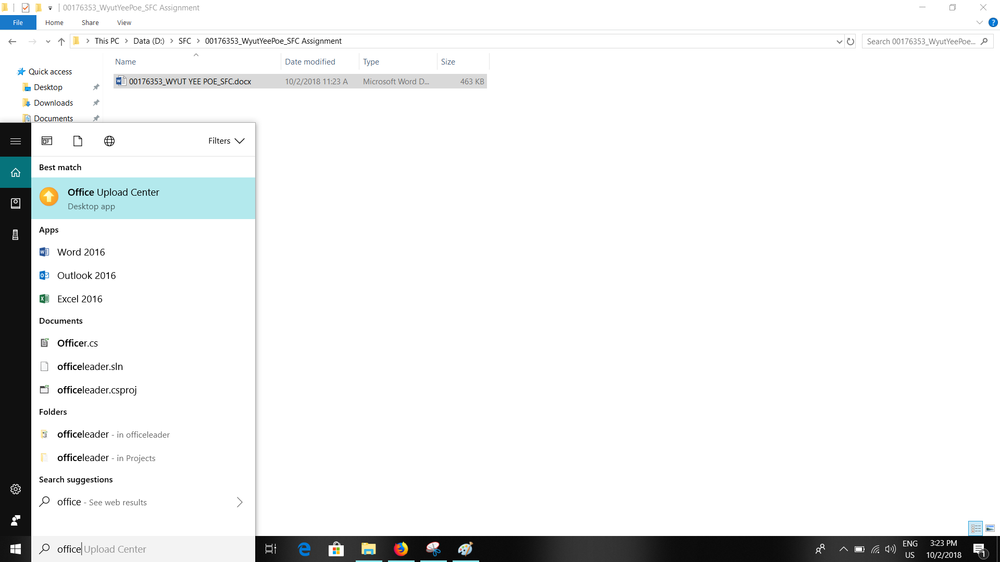 00176353_WyutYeePoe_SFC Assignment
File Home Share View
This PC Data (D:) SFC 00176353_WyutYeePoe_SFC Assignment
Search 00176353_WyutYeePoe...
Name Date modified Type Size
Quick access
00176353_WYUT YEE POE_SFC.docx 10/2/2018 11:23 A Microsoft Word D... 463 KB
Desktop
Downloads
Documents
Filters
Best match
Office Upload Center
Desktop app
Apps
Word 2016
Outlook 2016
Excel 2016
Documents
Officer.cs
officeleader.sln
officeleader.csproj
Folders
officeleader - in officeleader
officeleader - in Projects
Search suggestions
office - See web results
office Upload Center
ENG
US
3:23 PM
10/2/2018
1